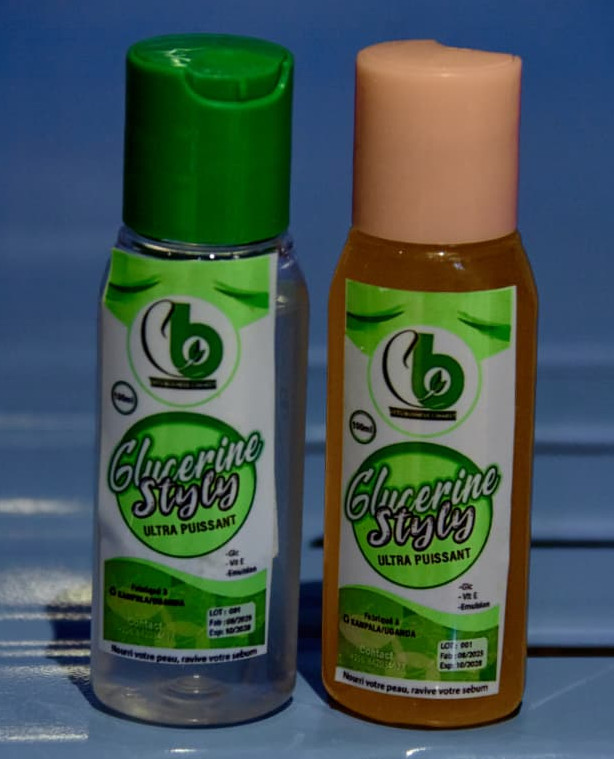 100ml
Glycerine
Styly
ULTRA PUISSANT
-Glc
- Vit E
-Emulsion
Fabriqué à
KAMPALA/UGANDA
LOT: 001
Fab :08/2025
Exp: 10/2028
Contact
Nourri votre peau, ravive votre sebum
100ml
Glycerine
Styly
ULTRA PUISSANT
-Glc
- Vit E
-Emulsion
Fabriqué à
KAMPALA/UGANDA
LOT : 001
Fab :08/2025
Exp:10/2028
Contact
Nourri votre peau, ravive votre sebum